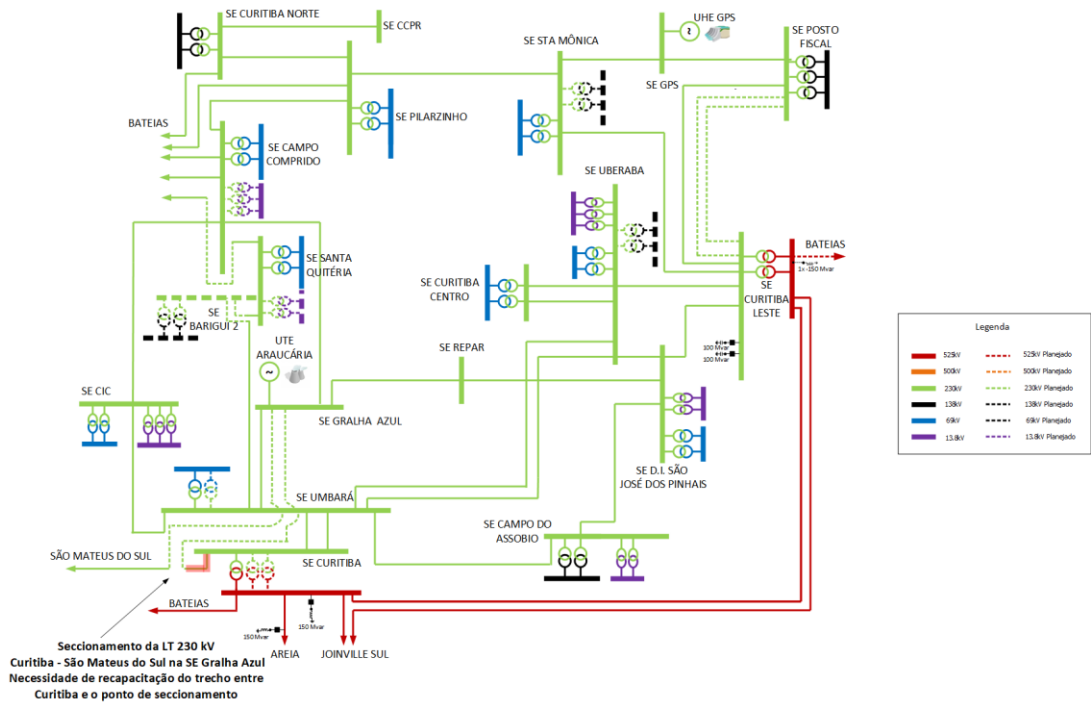 SE CURITIBA NORTE
SE CCPR
UHE GPS
SE POSTO
FISCAL
SE STA MÔNICA
SE GPS
SE PILARZINHO
BATEIAS
SE CAMPO
COMPRIDO
SE UBERABA
BATEIAS
1x -150 Mvar
SE SANTA
QUITÉRIA
SE CURITIBA
CENTRO
SE
CURITIBA
LESTE
SE
BARIGUI 2
UTE
ARAUCÁRIA
SE REPAR
100 Mvar
100 Mvar
SE CIC
SE GRALHA AZUL
SE D.I. SÃO
JOSÉ DOS PINHAIS
SE UMBARÁ
SE CAMPO DO
ASSOBIO
SÃO MATEUS DO SUL
SE CURITIBA
BATEIAS
150 Mvar
150 Mvar
AREIA
JOINVILLE SUL
Seccionamento da LT 230 kV
Curitiba - São Mateus do Sul na SE Gralha Azul
Necessidade de recapacitação do trecho entre
Curitiba e o ponto de seccionamento
Legenda
525kV
525kV Planejado
500kV
500kV Planejado
230kV
230kV Planejado
138kV
138kV Planejado
69kV
69kV Planejado
13.8kV
13.8kV Planejado